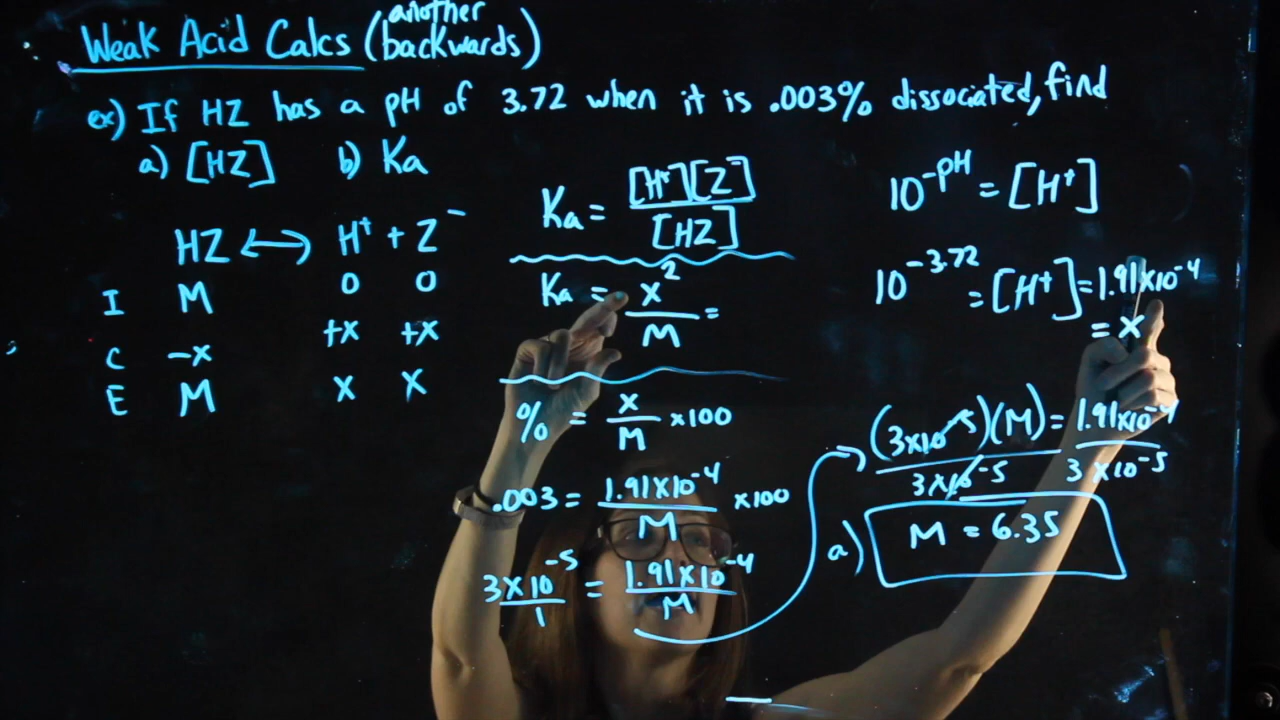 Weak Acid Calcs (another backwards)
ex) If HZ has a pH of 3.72 when it is .003% dissociated, find
a) [HZ] b) Ka
HZ ⟷ H⁺ + Z⁻
I M 0 0
C -x +x +x
E M x x
Ka = [H⁺][Z⁻] / [HZ]
Ka = x² / M =
% = x / M ×100
.003 = 1.91×10⁻⁴ / M ×100
3×10⁻⁵ / 1 = 1.91×10⁻⁴ / M
10⁻ᵖᴴ = [H⁺]
10⁻³·⁷² = [H⁺] = 1.91×10⁻⁴
= x
(3×10⁻⁵)(M) = 1.91×10⁻⁴
3×10⁻⁵ 3×10⁻⁵
a) M = 6.35